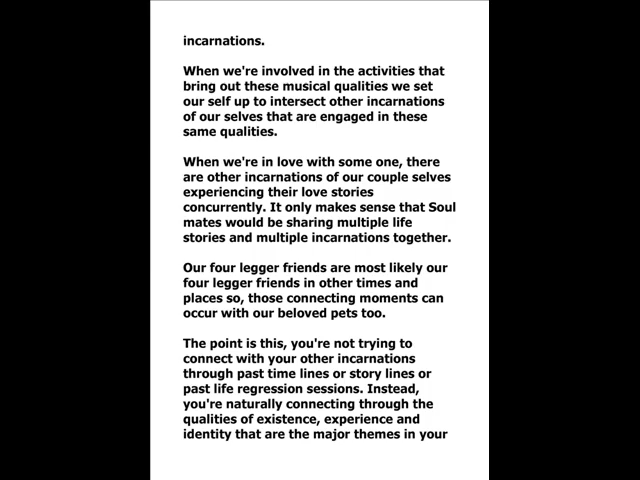 incarnations.
When we're involved in the activities that
bring out these musical qualities we set
our self up to intersect other incarnations
of our selves that are engaged in these
same qualities.
When we're in love with some one, there
are other incarnations of our couple selves
experiencing their love stories
concurrently. It only makes sense that Soul
mates would be sharing multiple life
stories and multiple incarnations together.
Our four legger friends are most likely our
four legger friends in other times and
places so, those connecting moments can
occur with our beloved pets too.
The point is this, you're not trying to
connect with your other incarnations
through past time lines or story lines or
past life regression sessions. Instead,
you're naturally connecting through the
qualities of existence, experience and
identity that are the major themes in your